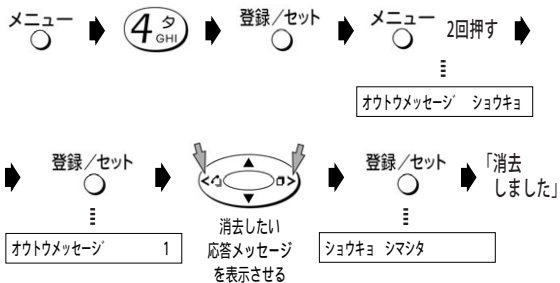 メニュー
4 タ GHI
登録／セット
メニュー 2回押す
オウトウメッセージ ショウキョ
登録／セット
オウトウメッセージ 1
消去したい
応答メッセージ
を表示させる
登録／セット
ショウキョ シマシタ
「消去
しました」